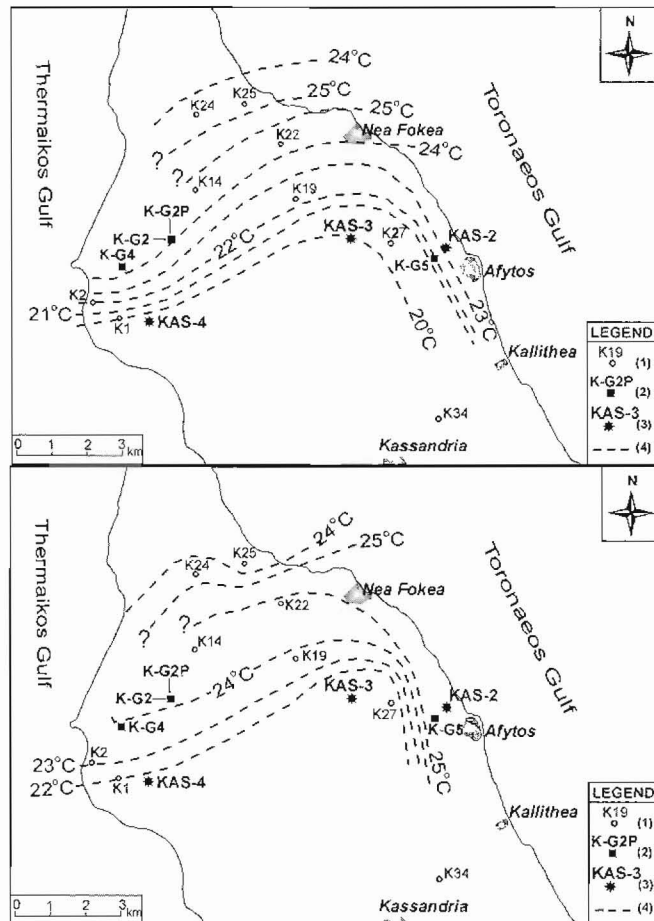 N
24°C
25°C
K25
K24
25°C
Nea Fokea
K22
24°C
Thermaikos Gulf
Toronaeos Gulf
?
?
K14
K19
K-G2P
K-G2
22°C
KAS-3
K27
KAS-2
K-G4
K-G5
Afytos
K2
21°C
K1
KAS-4
20°C
23°C
Kallithea
LEGEND
K19
(1)
K-G2P
(2)
KAS-3
(3)
(4)
K34
Kassandria
0 1 2 3
km
N
24°C
25°C
K25
K24
Nea Fokea
K22
Thermaikos Gulf
Toronaeos Gulf
?
?
K14
K19
K-G2P
K-G2
24°C
KAS-3
K27
KAS-2
K-G4
K-G5
Afytos
K2
23°C
22°C
K1
KAS-4
25°C
Kallithea
LEGEND
K19
(1)
K-G2P
(2)
KAS-3
(3)
(4)
K34
Kassandria
0 1 2 3
km